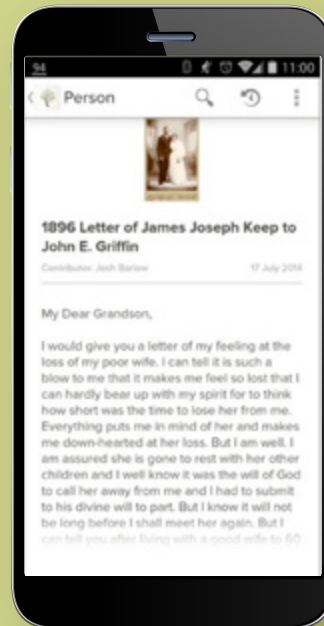 94
11:00
Person
1896 Letter of James Joseph Keep to
John E. Griffin
Contributor: Josh Barlow 17 July 2014
My Dear Grandson,
I would give you a letter of my feeling at the
loss of my poor wife. I can tell it is such a
blow to me that it makes me feel so lost that I
can hardly bear up with my spirit for to think
how short was the time to lose her from me.
Everything puts me in mind of her and makes
me down-hearted at her loss. But I am well. I
am assured she is gone to rest with her other
children and I well know it was the will of God
to call her away from me and I had to submit
to his divine will to part. But I know it will not
be long before I shall meet her again. But I
can tell you after living with a good wife to 60